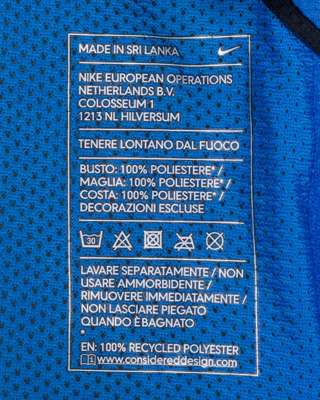 MADE IN SRI LANKA
NIKE EUROPEAN OPERATIONS
NETHERLANDS B.V.
COLOSSEUM 1
1213 NL HILVERSUM
TENERE LONTANO DAL FUOCO
BUSTO: 100% POLIESTERE* /
MAGLIA: 100% POLIESTERE* /
COSTA: 100% POLIESTERE* /
DECORAZIONI ESCLUSE
30
LAVARE SEPARATAMENTE / NON
USARE AMMORBIDENTE /
RIMUOVERE IMMEDIATAMENTE /
NON LASCIARE PIEGATO
QUANDO È BAGNATO
*
EN: 100% RECYCLED POLYESTER
www.considereddesign.com